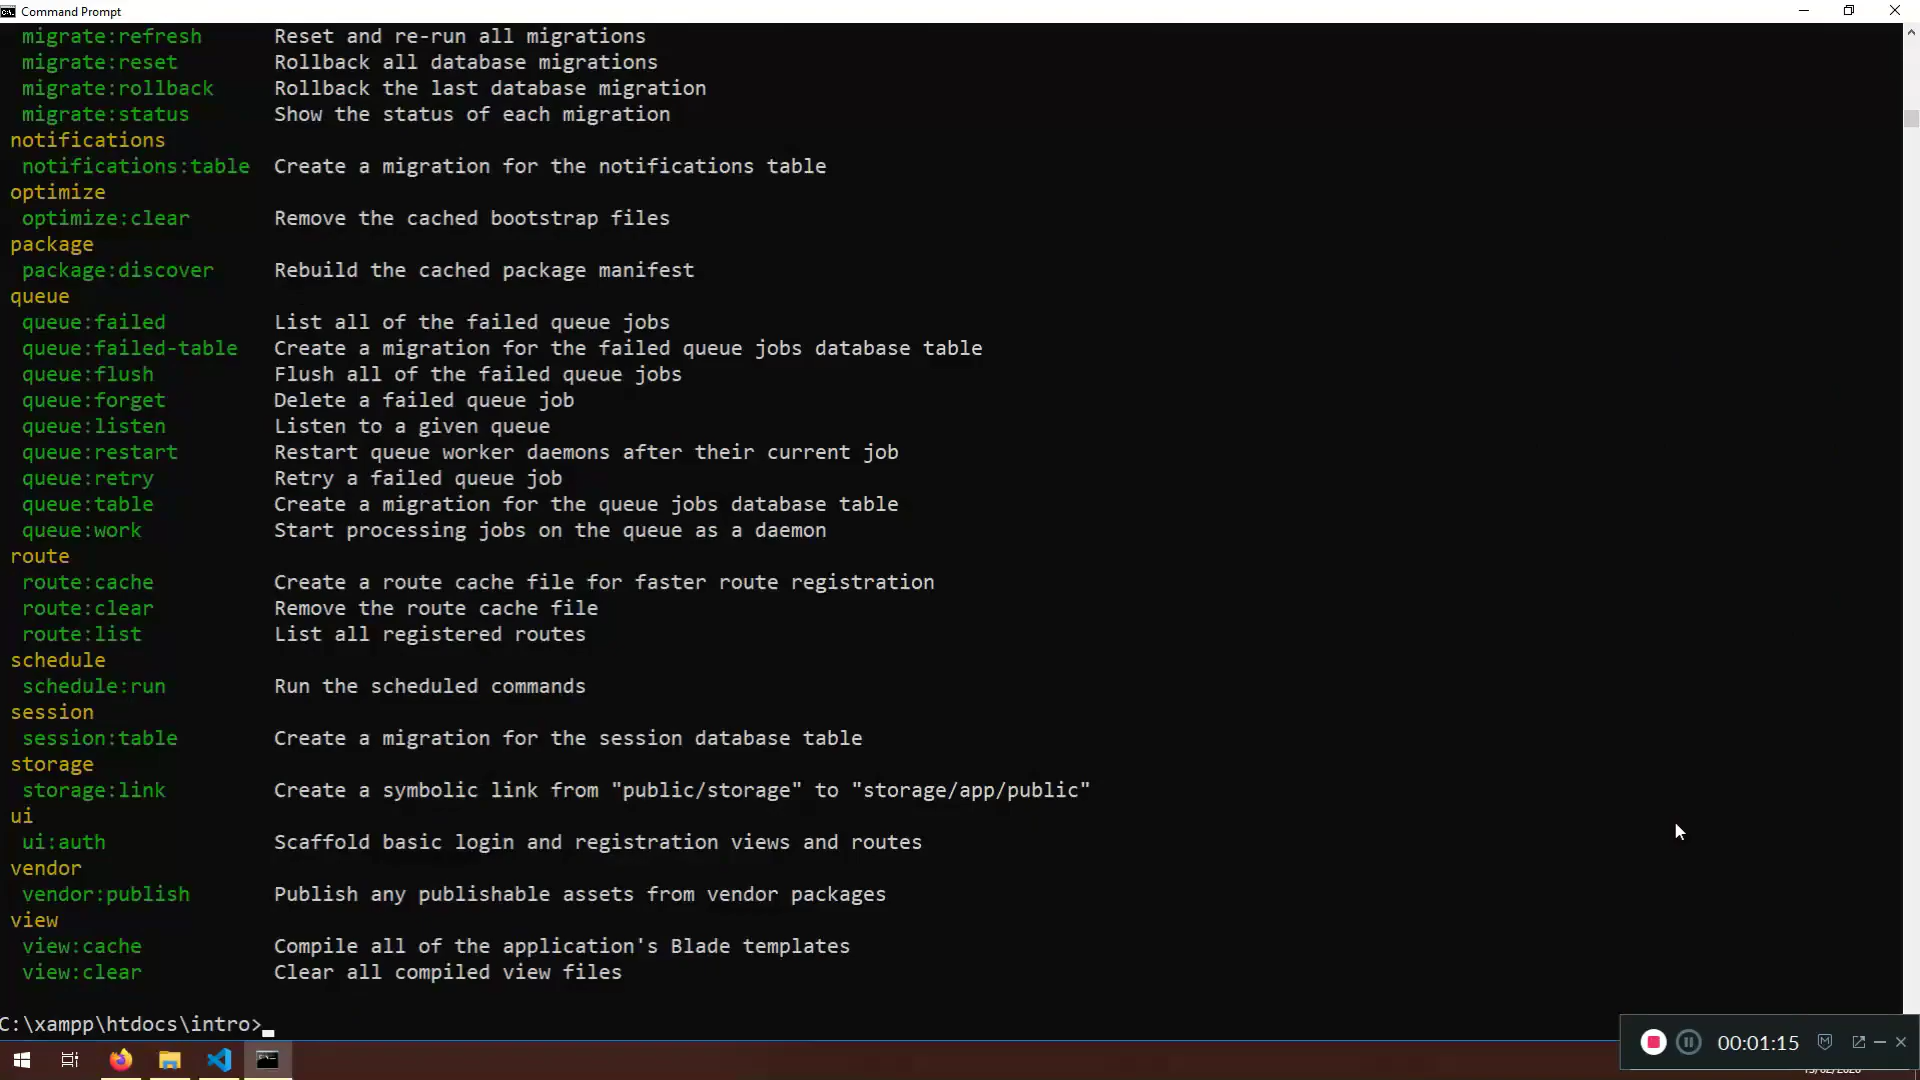 Command Prompt
migrate:refresh Reset and re-run all migrations
migrate:reset Rollback all database migrations
migrate:rollback Rollback the last database migration
migrate:status Show the status of each migration
notifications
notifications:table Create a migration for the notifications table
optimize
optimize:clear Remove the cached bootstrap files
package
package:discover Rebuild the cached package manifest
queue
queue:failed List all of the failed queue jobs
queue:failed-table Create a migration for the failed queue jobs database table
queue:flush Flush all of the failed queue jobs
queue:forget Delete a failed queue job
queue:listen Listen to a given queue
queue:restart Restart queue worker daemons after their current job
queue:retry Retry a failed queue job
queue:table Create a migration for the queue jobs database table
queue:work Start processing jobs on the queue as a daemon
route
route:cache Create a route cache file for faster route registration
route:clear Remove the route cache file
route:list List all registered routes
schedule
schedule:run Run the scheduled commands
session
session:table Create a migration for the session database table
storage
storage:link Create a symbolic link from "public/storage" to "storage/app/public"
ui
ui:auth Scaffold basic login and registration views and routes
vendor
vendor:publish Publish any publishable assets from vendor packages
view
view:cache Compile all of the application's Blade templates
view:clear Clear all compiled view files
C:\xampp\htdocs\intro>
00:01:15